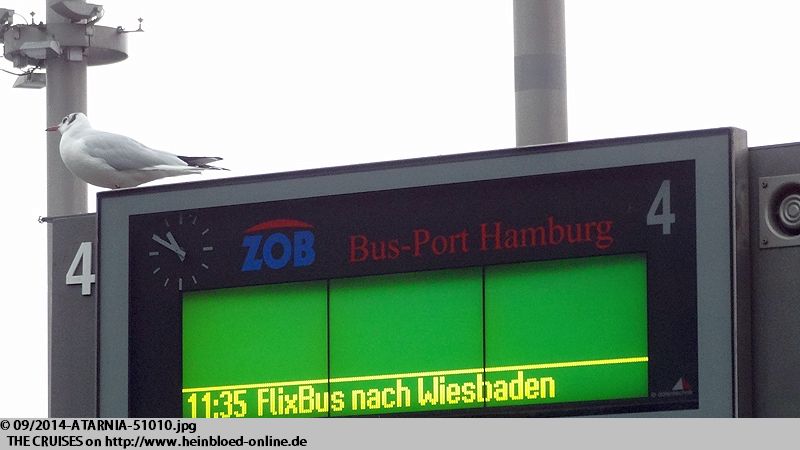 4
ZOB Bus-Port Hamburg 4
11:35 FlixBus nach Wiesbaden
© 09/2014-ATARNIA-51010.jpg
THE CRUISES on http://www.heinbloed-online.de